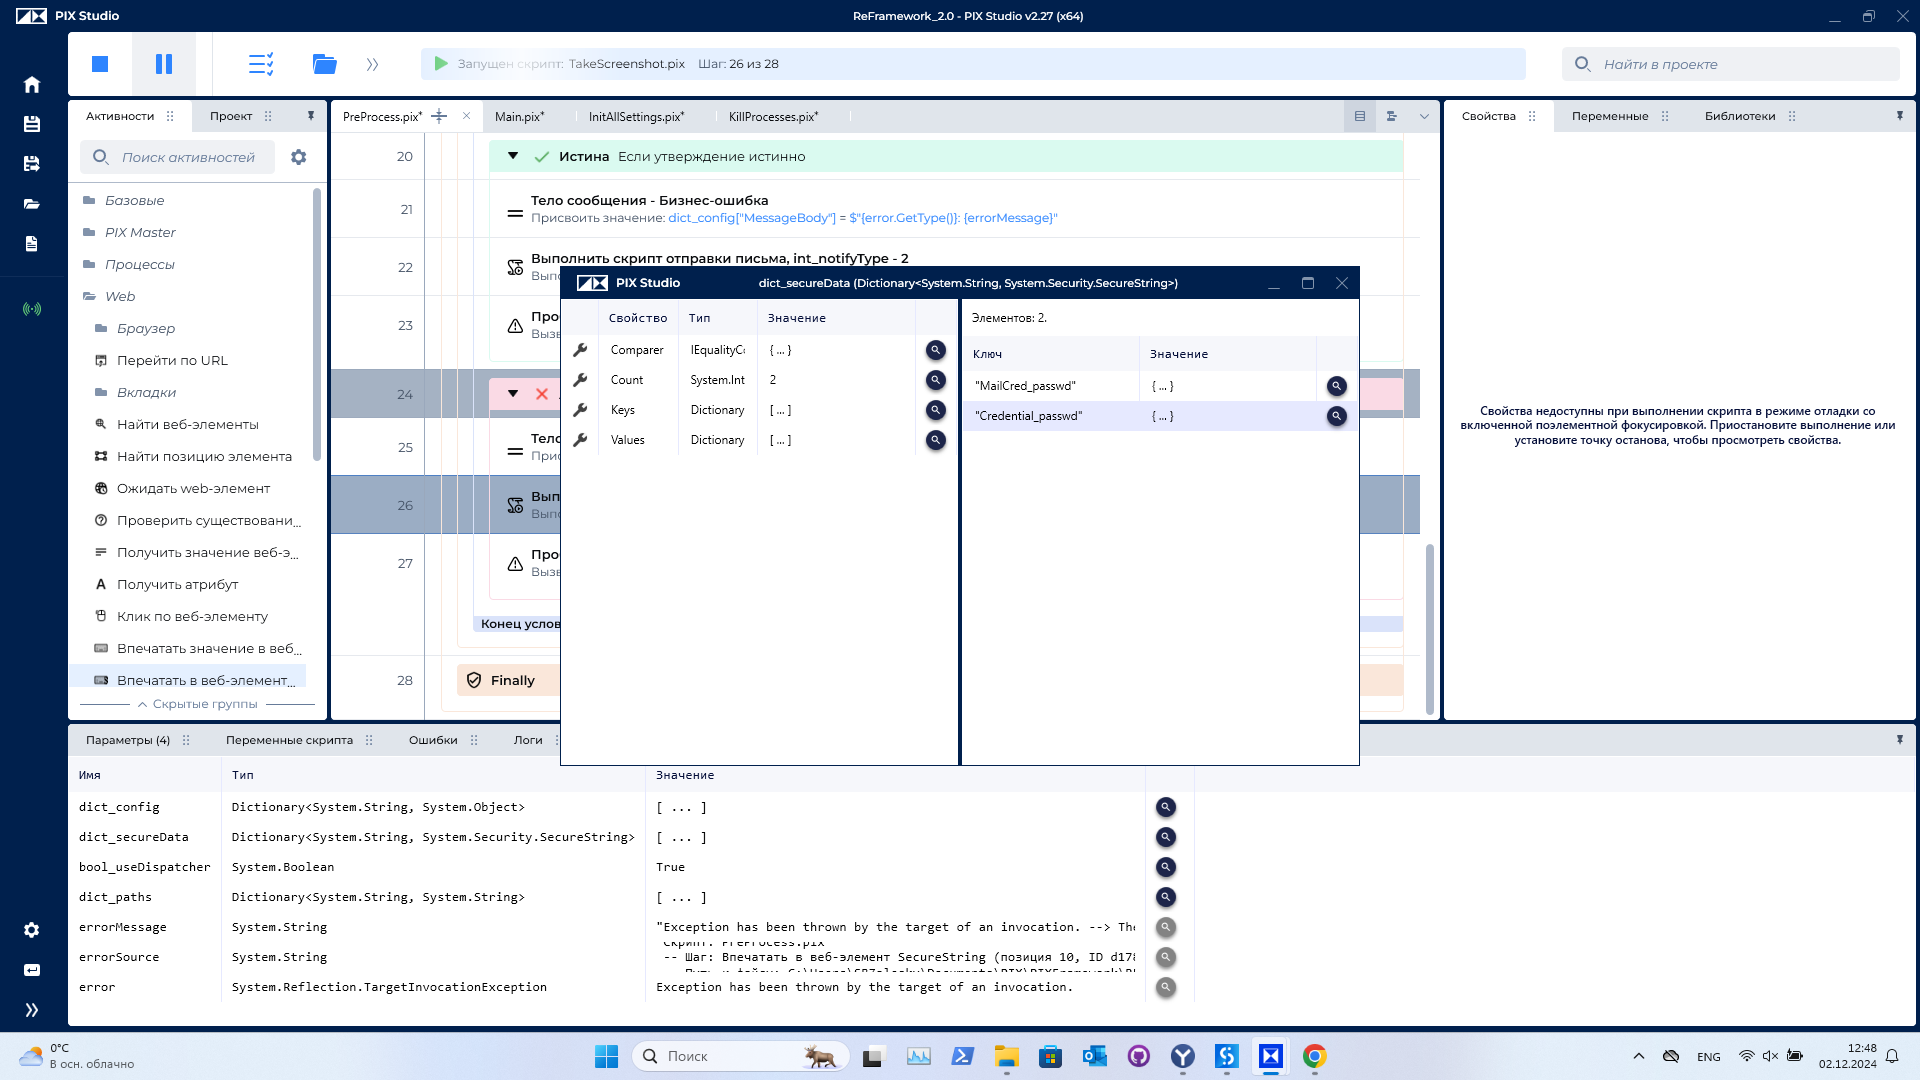 PIX Studio
ReFramework_2.0 - PIX Studio v2.27 (x64)
Запущен скрипт: TakeScreenshot.pix Шаг: 26 из 28
Найти в проекте
Активности
Проект
Поиск активностей
Базовые
PIX Master
Процессы
Web
Браузер
Перейти по URL
Вкладки
Найти веб-элементы
Найти позицию элемента
Ожидать web-элемент
Проверить существовани...
Получить значение веб-э...
Получить атрибут
Клик по веб-элементу
Впечатать значение в веб...
Впечатать в веб-элемент...
Скрытые группы
PreProcess.pix*
Main.pix*
InitAllSettings.pix*
KillProcesses.pix*
20
Истина Если утверждение истинно
21
Тело сообщения - Бизнес-ошибка
Присвоить значение: dict_config["MessageBody"] = $"{error.GetType()}: {errorMessage}"
22
Выполнить скрипт отправки письма, int_notifyType - 2
Выпо
23
Про
Вызв
24
25
Тело
Прис
26
Вып
Выпо
27
Про
Вызв
Конец услов
28
Finally
PIX Studio
dict_secureData (Dictionary<System.String, System.Security.SecureString>)
Свойство Тип Значение
Comparer IEqualityCo { ... }
Count System.Int 2
Keys Dictionary [ ... ]
Values Dictionary [ ... ]
Элементов: 2.
Ключ Значение
"MailCred_passwd" { ... }
"Credential_passwd" { ... }
Свойства
Переменные
Библиотеки
Свойства недоступны при выполнении скрипта в режиме отладки со
включенной поэлементной фокусировкой. Приостановите выполнение или
установите точку останова, чтобы просмотреть свойства.
Параметры (4)
Переменные скрипта
Ошибки
Логи
Имя Тип Значение
dict_config Dictionary<System.String, System.Object> [ ... ]
dict_secureData Dictionary<System.String, System.Security.SecureString> [ ... ]
bool_useDispatcher System.Boolean True
dict_paths Dictionary<System.String, System.String> [ ... ]
errorMessage System.String "Exception has been thrown by the target of an invocation. --> The
Скрипт: PreProcess.pix
errorSource System.String -- Шаг: Впечатать в веб-элемент SecureString (позиция 10, ID d178
error System.Reflection.TargetInvocationException Exception has been thrown by the target of an invocation.
0°C
В осн. облачно
Поиск
ENG
12:48
02.12.2024